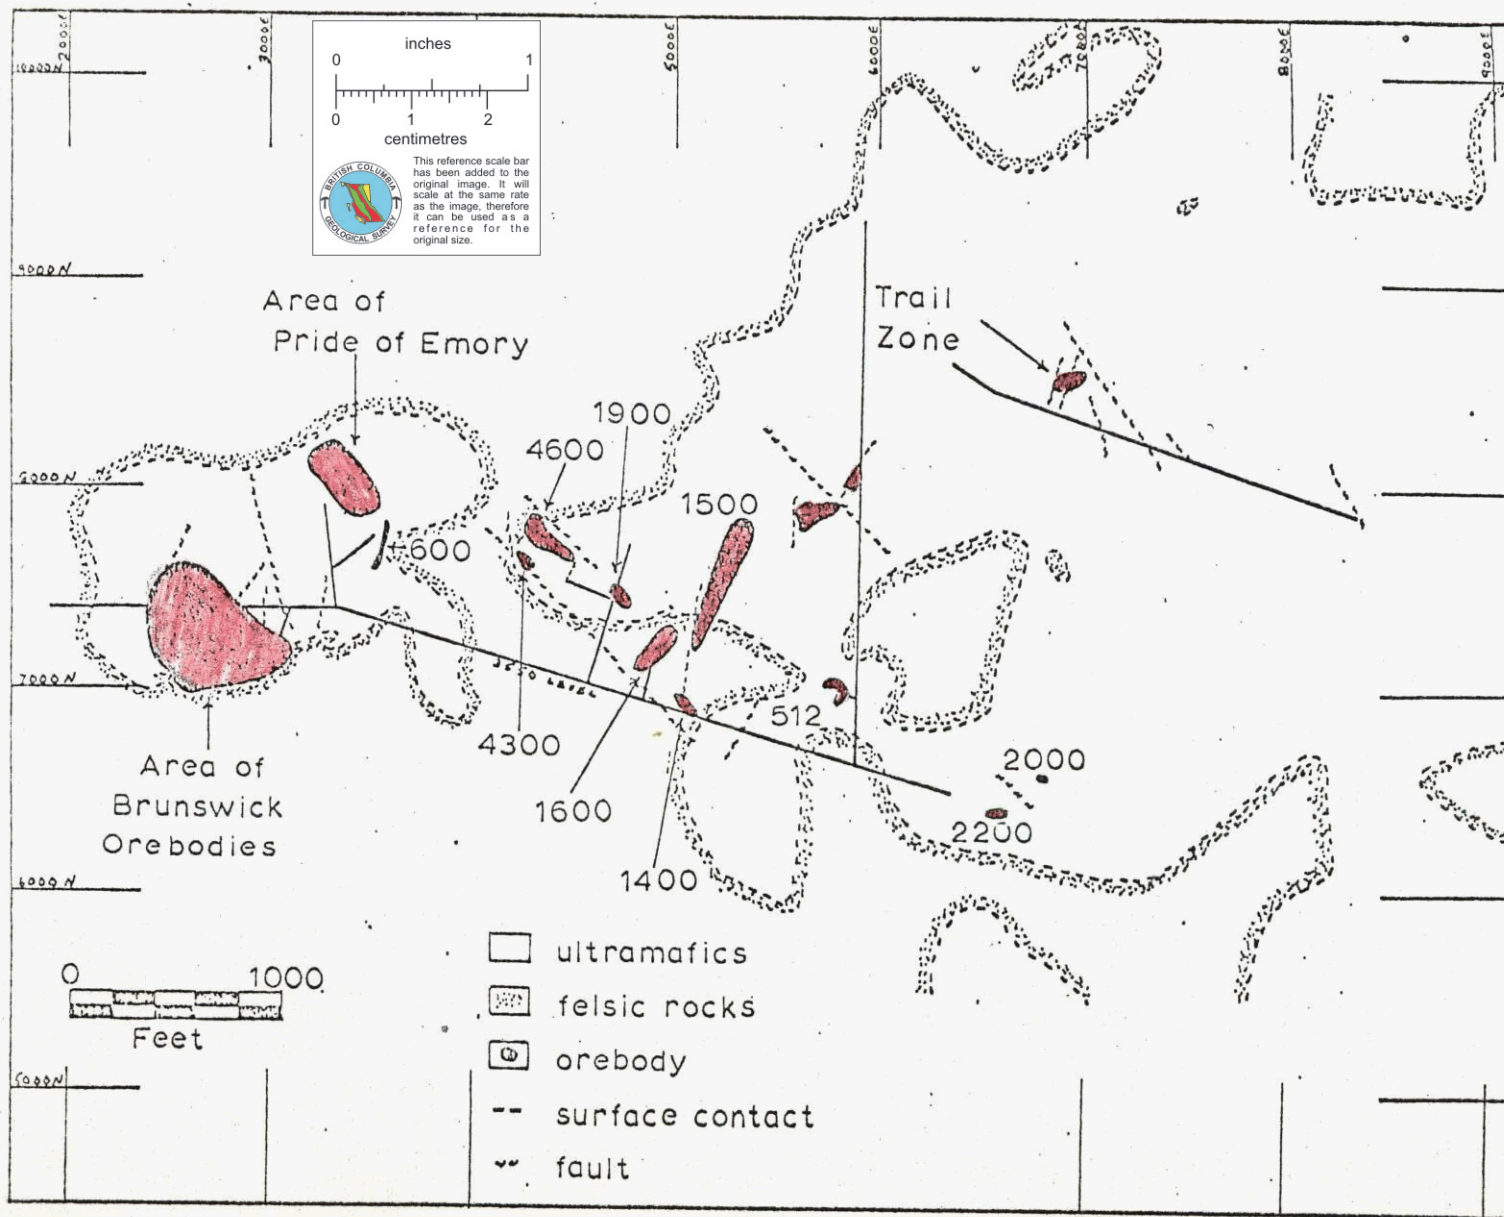 2000E
3000E
5000E
6000E
8000E
9000E
10000N
inches
0 1
0 1 2
centimetres
BRITISH COLUMBIA
GEOLOGICAL SURVEY
This reference scale bar
has been added to the
original image. It will
scale at the same rate
as the image, therefore
it can be used as a
reference for the
original size.
9000N
Area of
Pride of Emory
Trail
Zone
1900
4600
8000N
1500
600
7000N
512
4300
2000
Area of
Brunswick
Orebodies
1600
2200
1400
6000N
ultramafics
0 1000
Feet
felsic rocks
orebody
5000N
surface contact
fault